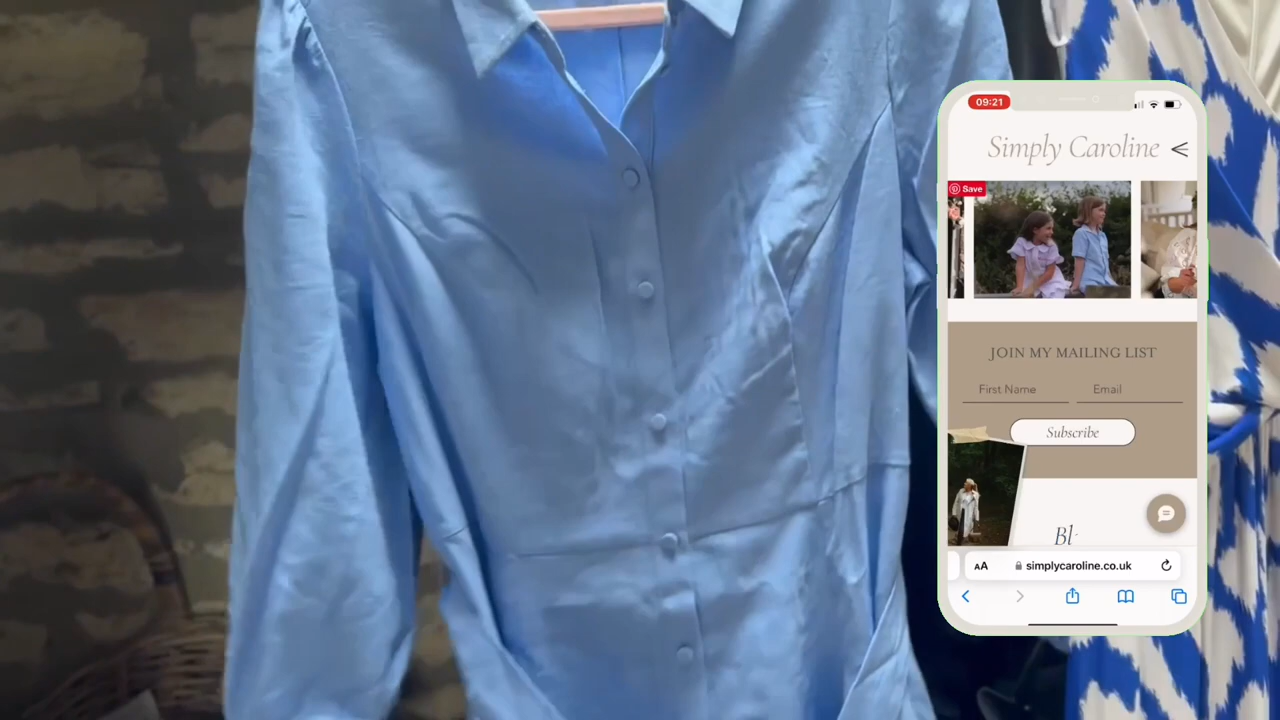 09:21
Simply Caroline
Save
JOIN MY MAILING LIST
First Name Email
Subscribe
Bl
AA simplycaroline.co.uk